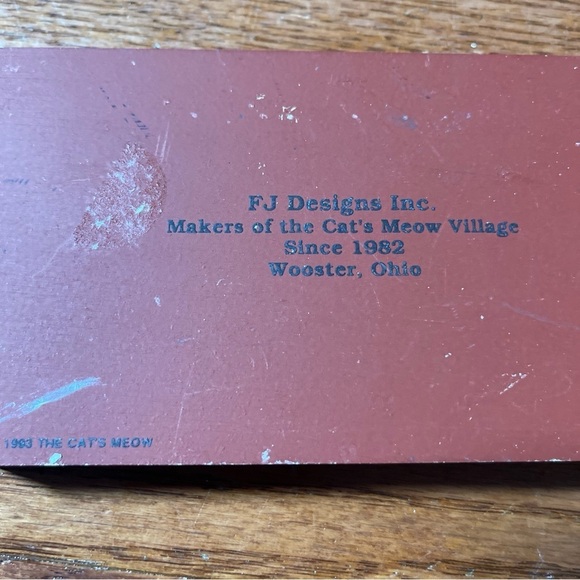 FJ Designs Inc.
Makers of the Cat's Meow Village
Since 1982
Wooster, Ohio
1993 THE CAT'S MEOW